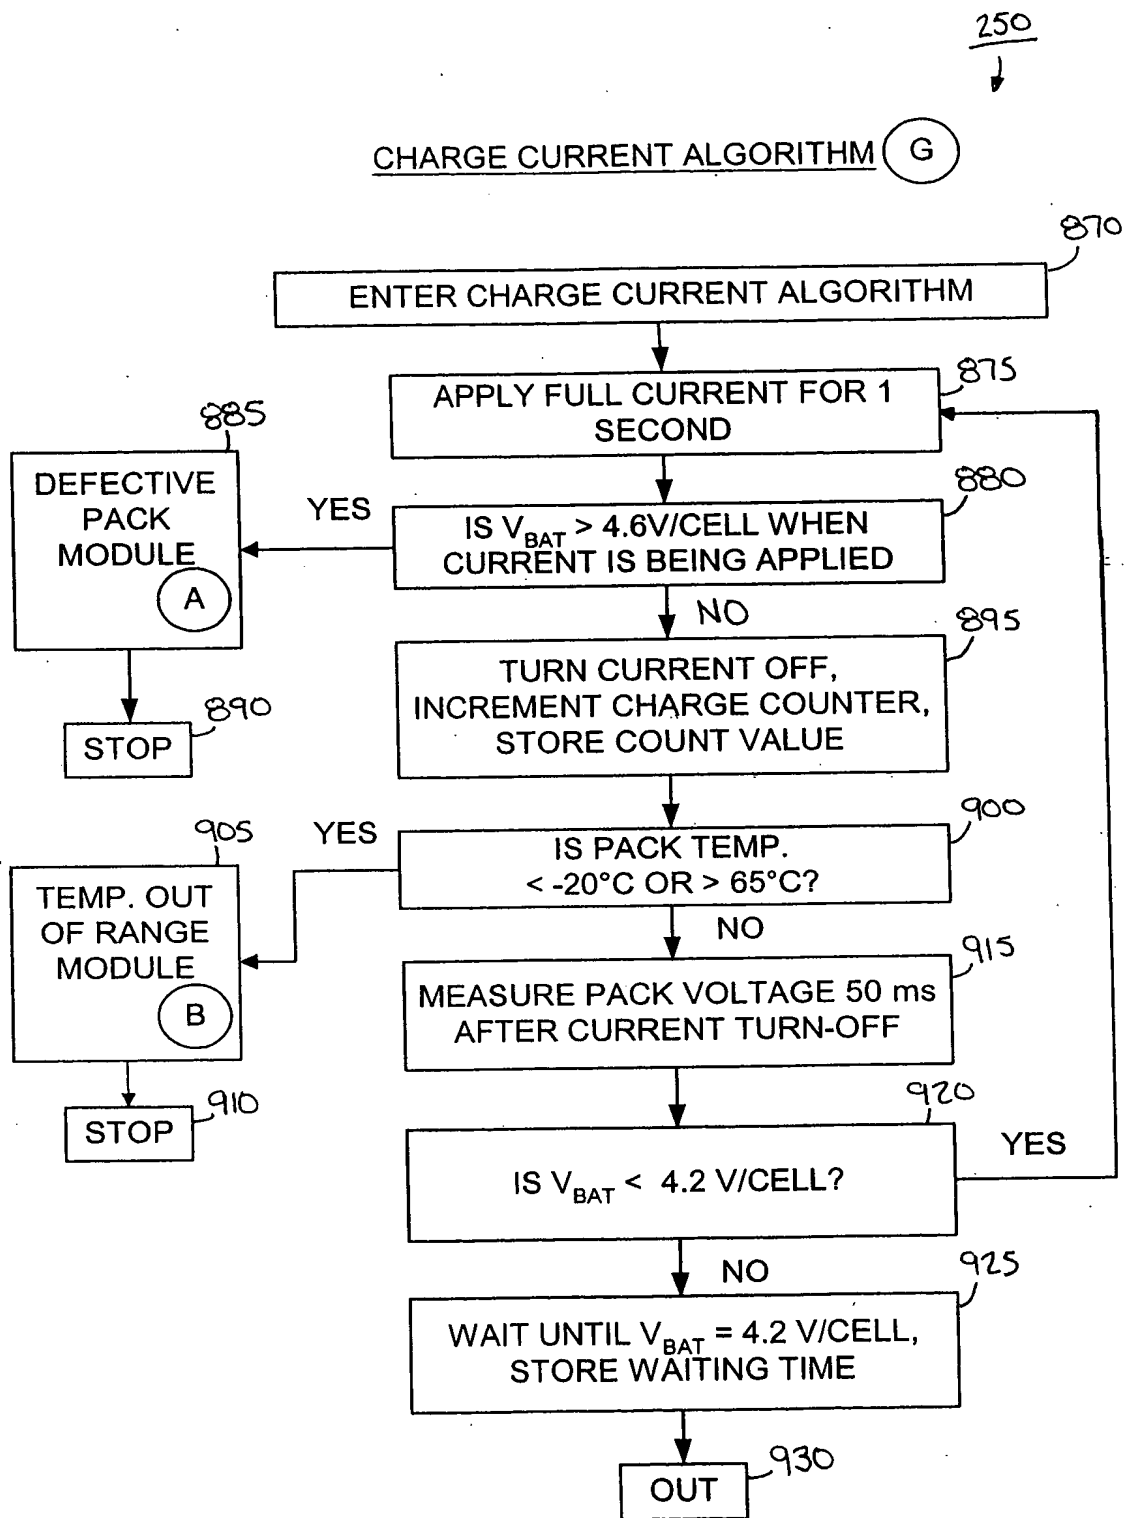 250
CHARGE CURRENT ALGORITHM G
870
ENTER CHARGE CURRENT ALGORITHM
875
APPLY FULL CURRENT FOR 1
SECOND
885
DEFECTIVE
PACK
MODULE
A
YES
880
IS VBAT > 4.6V/CELL WHEN
CURRENT IS BEING APPLIED
NO
890
STOP
895
TURN CURRENT OFF,
INCREMENT CHARGE COUNTER,
STORE COUNT VALUE
900
IS PACK TEMP.
< -20°C OR > 65°C?
YES
905
TEMP. OUT
OF RANGE
MODULE
B
NO
910
STOP
915
MEASURE PACK VOLTAGE 50 ms
AFTER CURRENT TURN-OFF
920
IS VBAT < 4.2 V/CELL?
YES
NO
925
WAIT UNTIL VBAT = 4.2 V/CELL,
STORE WAITING TIME
930
OUT